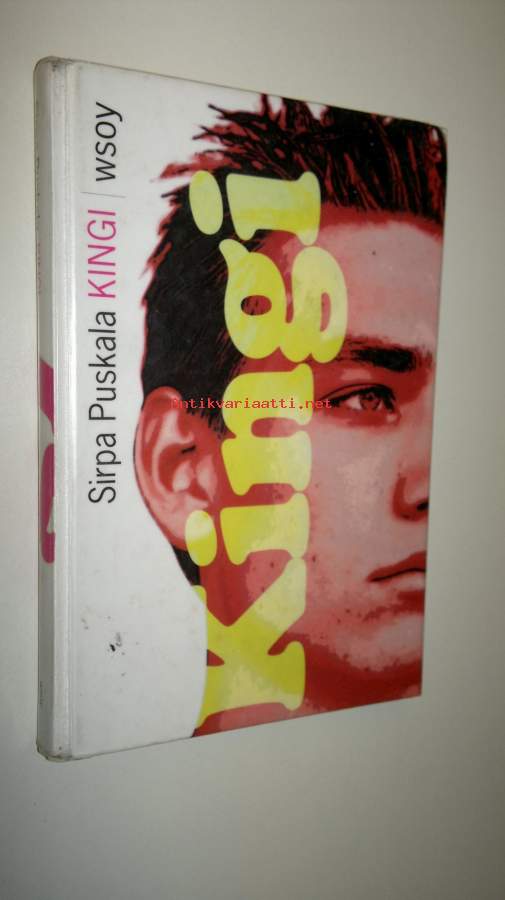 Sirpa Puskala KINGI | wsoy
Kingi
Antikvariaatti.net